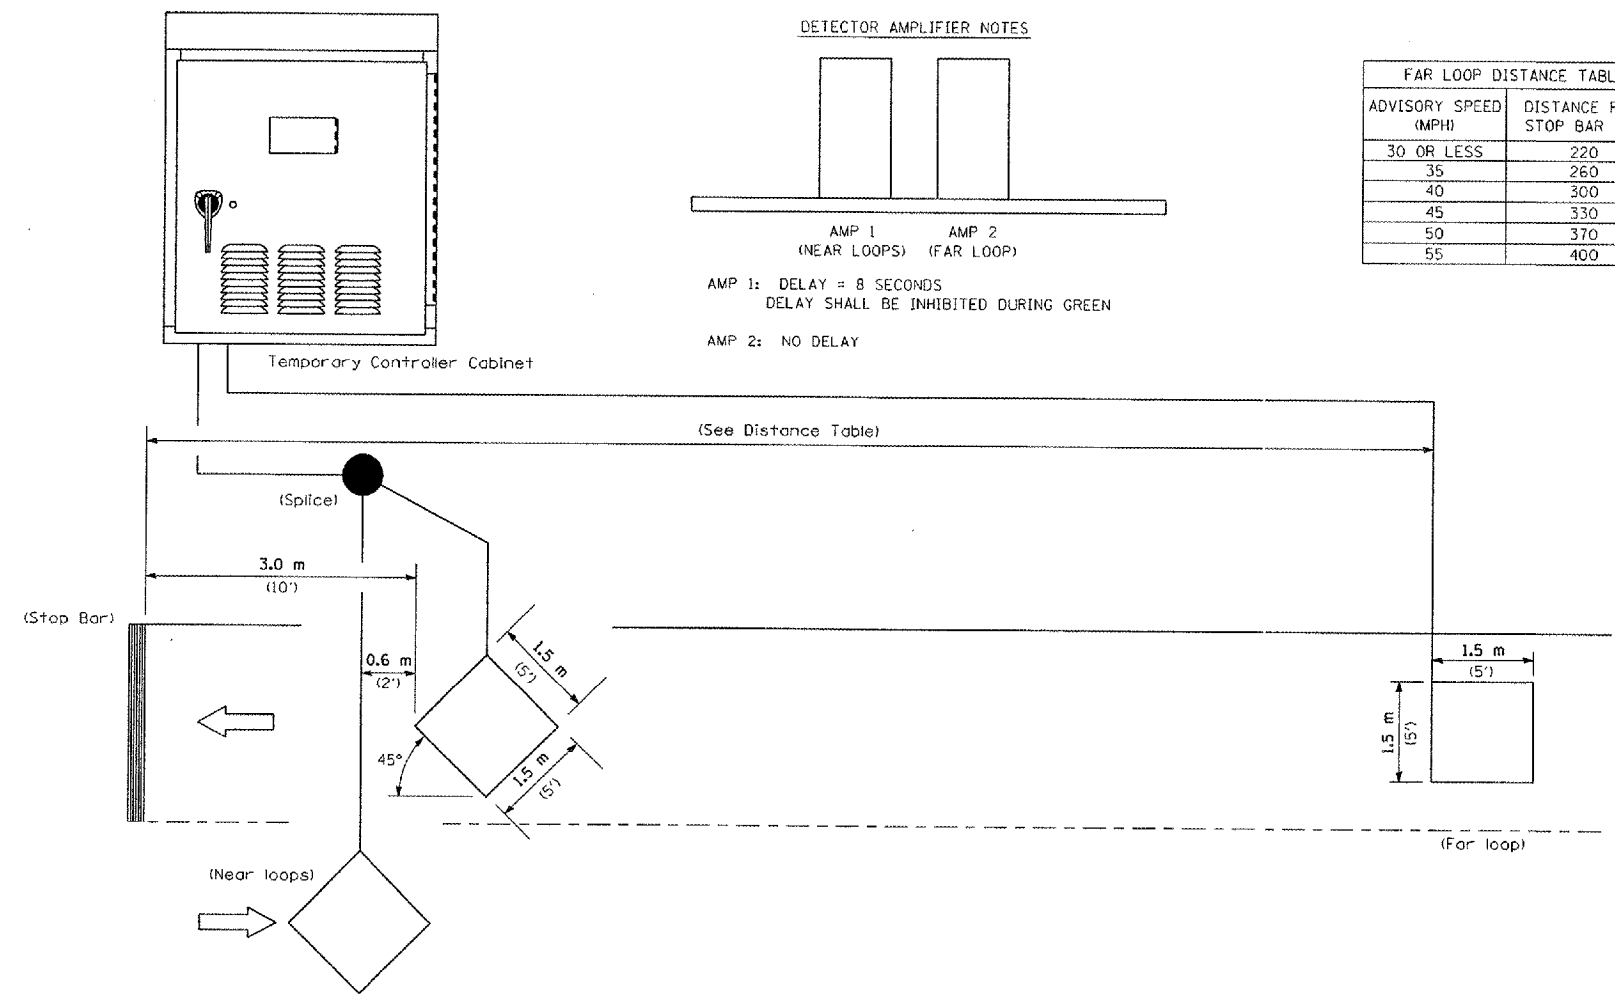 DETECTOR AMPLIFIER NOTES
AMP 1
(NEAR LOOPS)
AMP 2
(FAR LOOP)
AMP 1: DELAY = 8 SECONDS
DELAY SHALL BE INHIBITED DURING GREEN
AMP 2: NO DELAY
FAR LOOP DISTANCE TABL
ADVISORY SPEED
(MPH)
DISTANCE F
STOP BAR
30 OR LESS 220
35 260
40 300
45 330
50 370
55 400
Temporary Controller Cabinet
(See Distance Table)
(Splice)
3.0 m
(10')
(Stop Bar)
0.6 m
(2')
1.5 m
(5')
45°
1.5 m
(5')
1.5 m
(5')
1.5 m
(5')
(Far loop)
(Near loops)